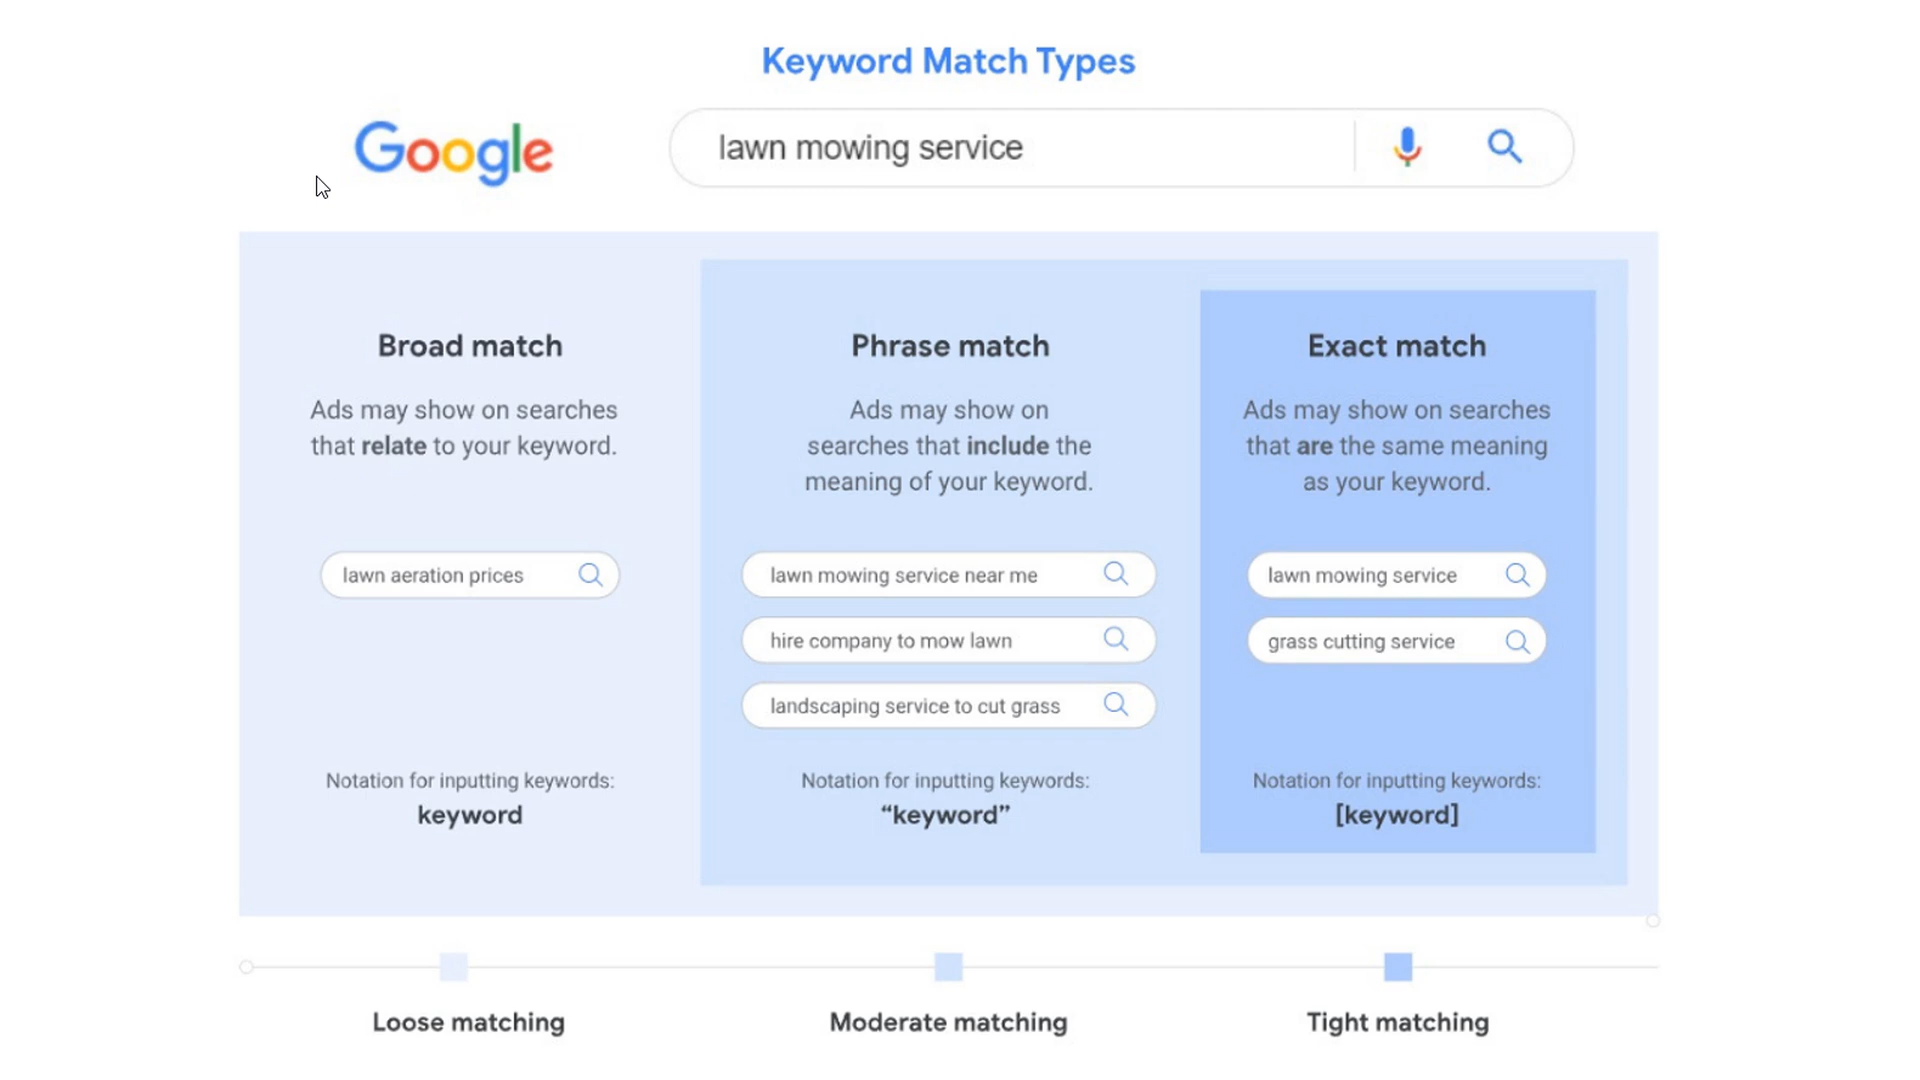 Keyword Match Types
Google
lawn mowing service
Broad match
Ads may show on searches
that relate to your keyword.
lawn aeration prices
Notation for inputting keywords:
keyword
Phrase match
Ads may show on
searches that include the
meaning of your keyword.
lawn mowing service near me
hire company to mow lawn
landscaping service to cut grass
Notation for inputting keywords:
“keyword”
Exact match
Ads may show on searches
that are the same meaning
as your keyword.
lawn mowing service
grass cutting service
Notation for inputting keywords:
[keyword]
Loose matching
Moderate matching
Tight matching